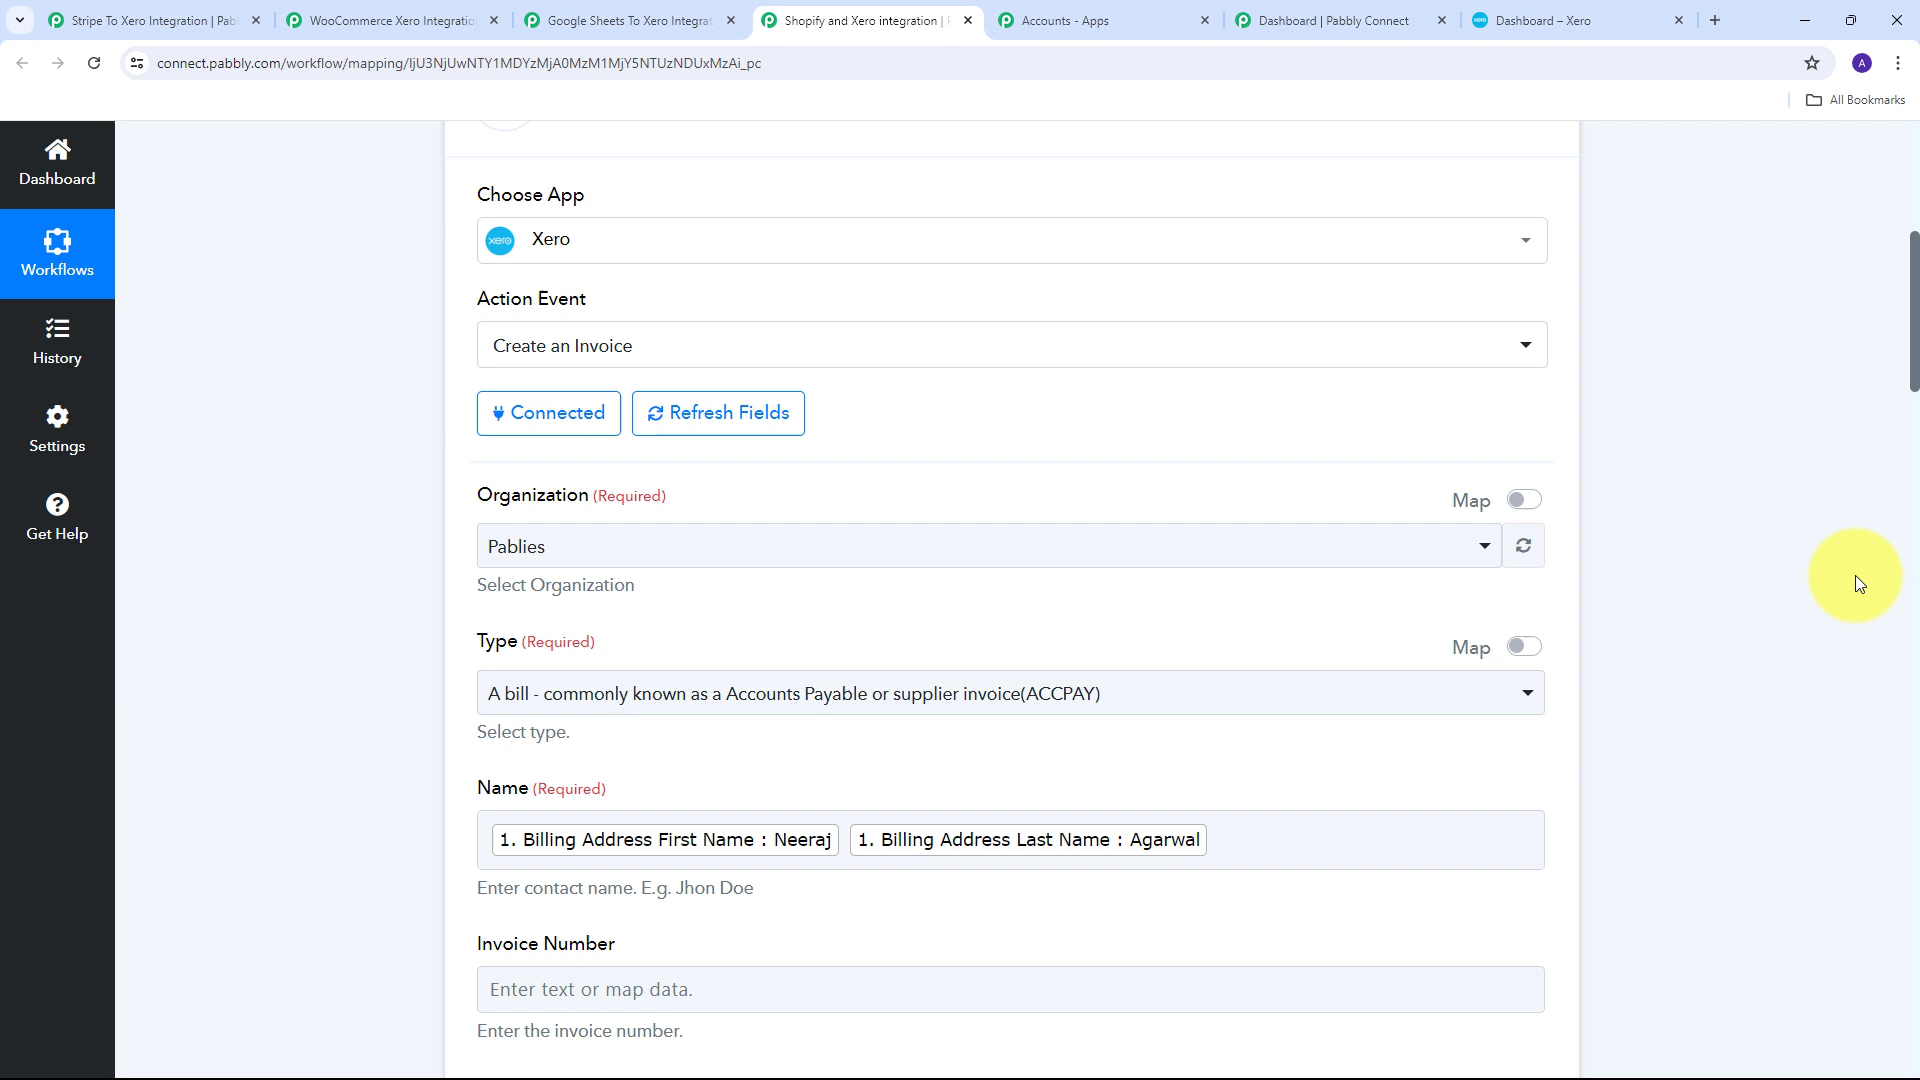 Stripe To Xero Integration | Pab
WooCommerce Xero Integratio
Google Sheets To Xero Integrat
Shopify and Xero integration |
Accounts - Apps
Dashboard | Pabbly Connect
xero Dashboard – Xero
connect.pabbly.com/workflow/mapping/IjU3NjUwNTY1MDYzMjA0MzM1MjY5NTUzNDUxMzAi_pc
A
All Bookmarks
Dashboard
Workflows
History
Settings
Get Help
Choose App
xero Xero
Action Event
Create an Invoice
Connected
Refresh Fields
Organization (Required)
Map
Pablies
Select Organization
Type (Required)
Map
A bill - commonly known as a Accounts Payable or supplier invoice(ACCPAY)
Select type.
Name (Required)
1. Billing Address First Name : Neeraj
1. Billing Address Last Name : Agarwal
Enter contact name. E.g. Jhon Doe
Invoice Number
Enter text or map data.
Enter the invoice number.